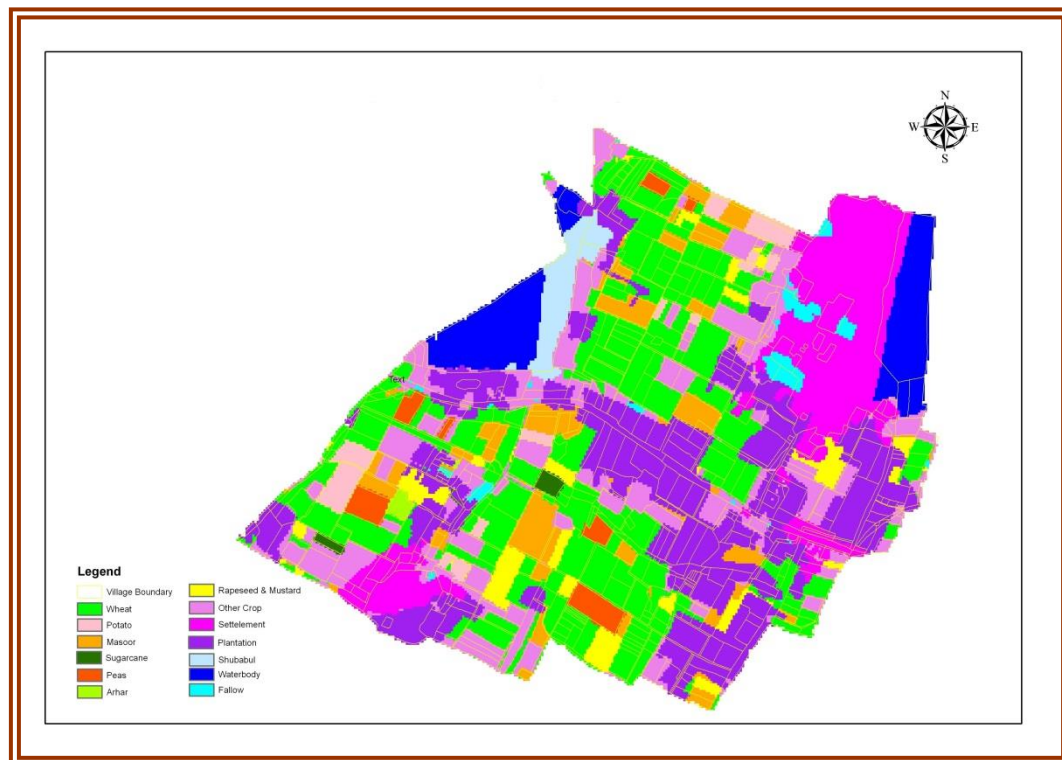 N
W E
S
Text
Legend
Village Boundary
Wheat
Potato
Masoor
Sugarcane
Peas
Arhar
Rapeseed & Mustard
Other Crop
Settelement
Plantation
Shubabul
Waterbody
Fallow